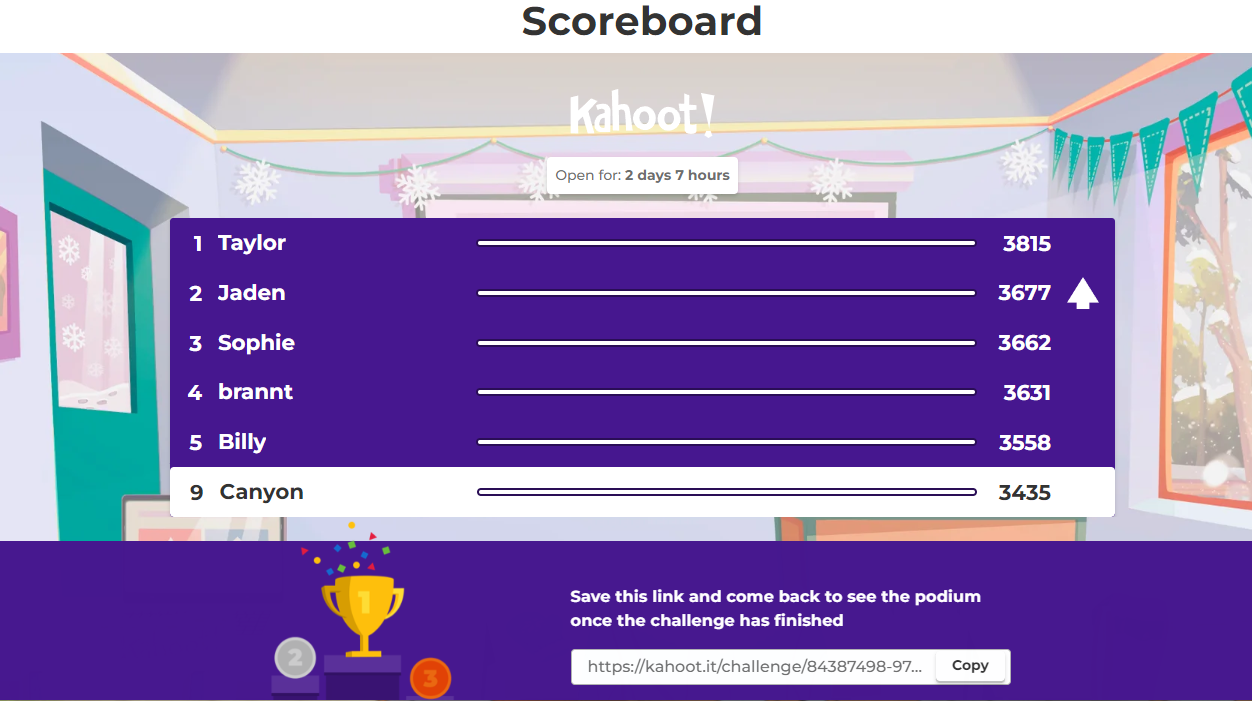 Scoreboard
Kahoot!
Open for: 2 days 7 hours
1 Taylor 3815
2 Jaden 3677
3 Sophie 3662
4 brannt 3631
5 Billy 3558
9 Canyon 3435
1
2
3
Save this link and come back to see the podium
once the challenge has finished
https://kahoot.it/challenge/84387498-97... Copy